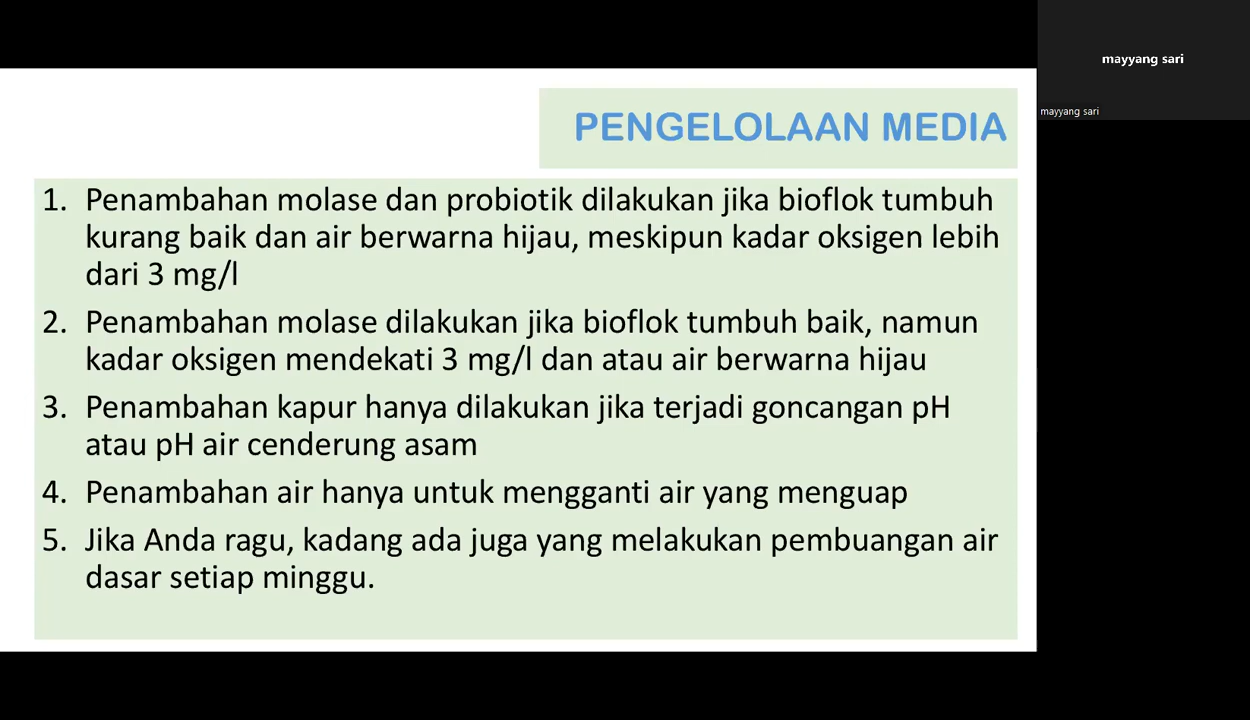 mayyang sari
mayyang sari
PENGELOLAAN MEDIA
1. Penambahan molase dan probiotik dilakukan jika bioflok tumbuh
kurang baik dan air berwarna hijau, meskipun kadar oksigen lebih
dari 3 mg/l
2. Penambahan molase dilakukan jika bioflok tumbuh baik, namun
kadar oksigen mendekati 3 mg/l dan atau air berwarna hijau
3. Penambahan kapur hanya dilakukan jika terjadi goncangan pH
atau pH air cenderung asam
4. Penambahan air hanya untuk mengganti air yang menguap
5. Jika Anda ragu, kadang ada juga yang melakukan pembuangan air
dasar setiap minggu.